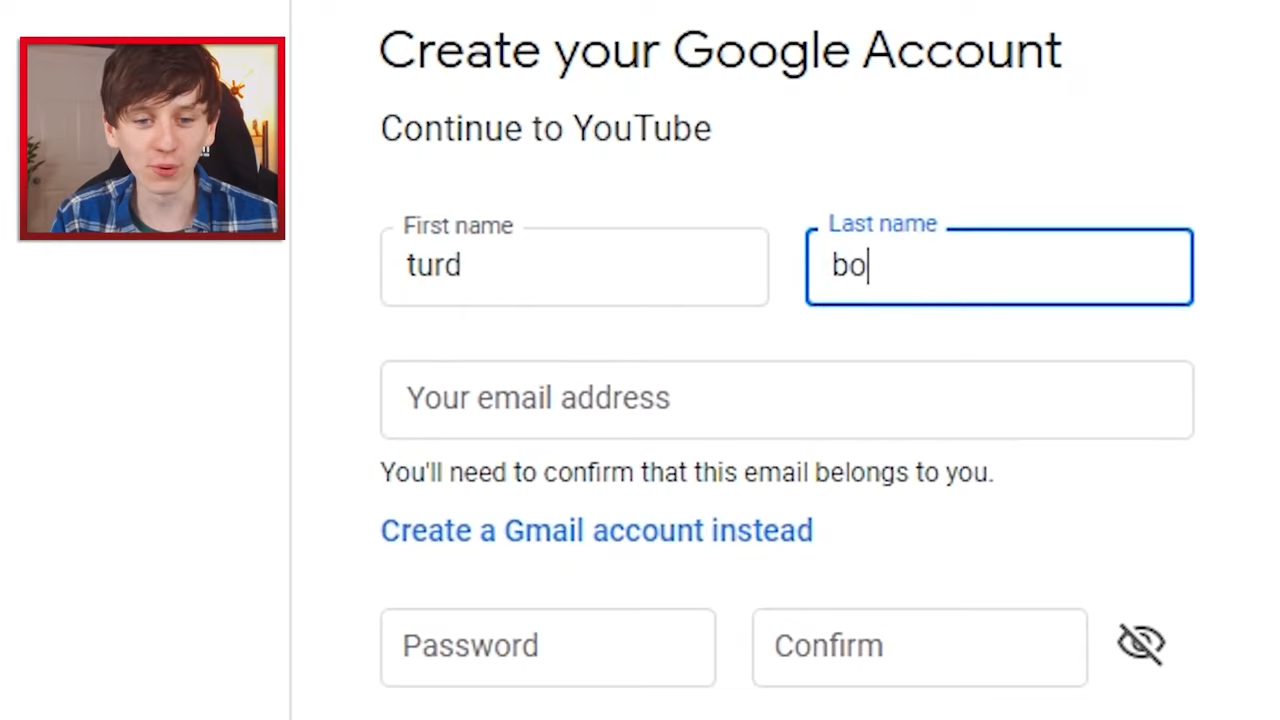 Create your Google Account
Continue to YouTube
First name
Last name
turd
bo
Your email address
You'll need to confirm that this email belongs to you.
Create a Gmail account instead
Password
Confirm